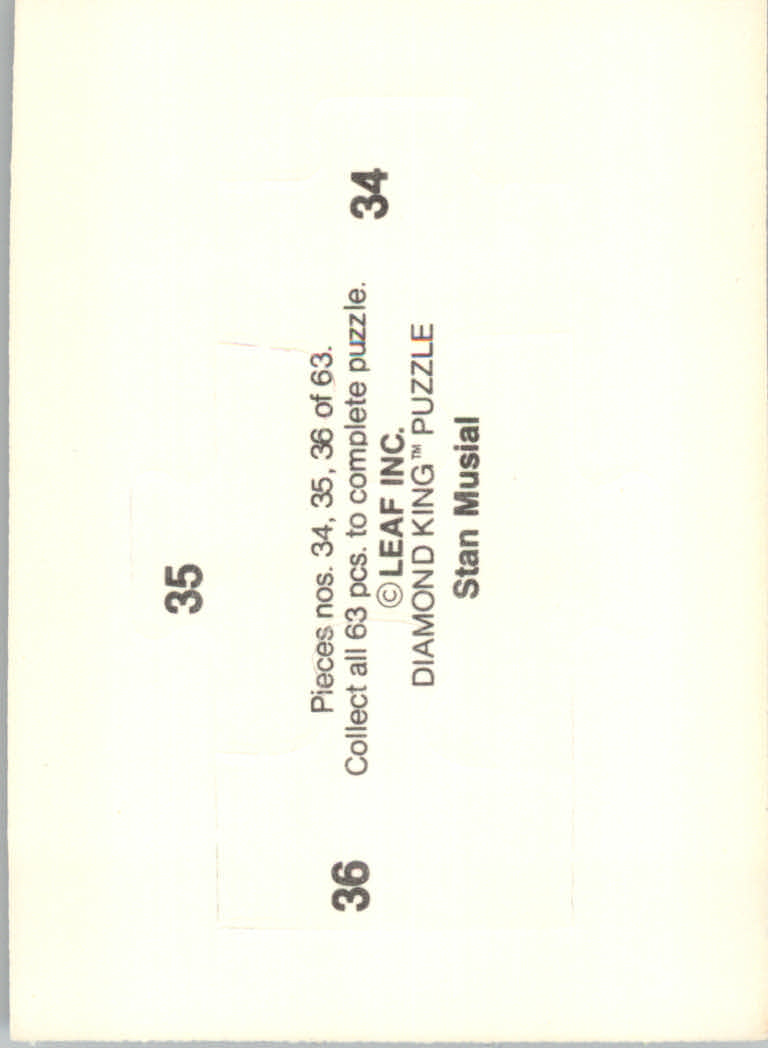 35
36
34
Pieces nos. 34, 35, 36 of 63.
Collect all 63 pcs. to complete puzzle.
© LEAF INC.
DIAMOND KING™ PUZZLE
Stan Musial